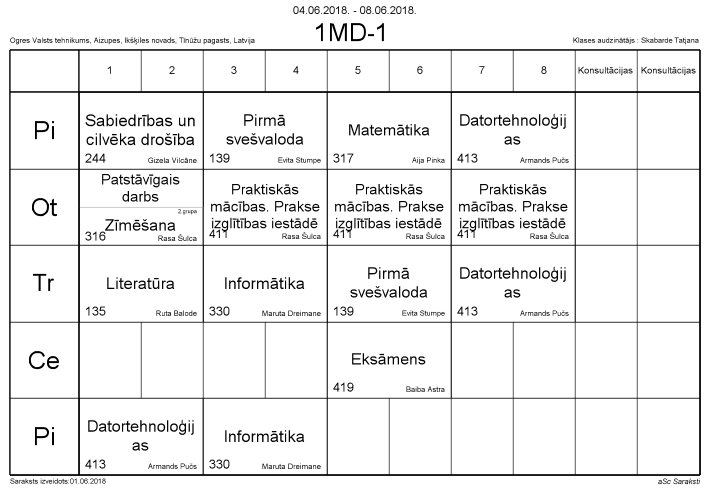 04.06.2018. - 08.06.2018.
1MD-1
Ogres Valsts tehnikums, Aizupes, Ikšķiles novads, Tīnūžu pagasts, Latvija
Klases audzinātājs : Skabarde Tatjana
1 2 3 4 5 6 7 8 Konsultācijas Konsultācijas
Pi
Sabiedrības un
cilvēka drošība
244 Gizela Vilcāne
Pirmā
svešvaloda
139 Evita Stumpe
Matemātika
317 Aija Pinka
Datortehnoloģij
as
413 Armands Pučs
Ot
Patstāvīgais
darbs
2.grupa
Zīmēšana
316 Rasa Šulca
Praktiskās
mācības. Prakse
izglītības iestādē
411 Rasa Šulca
Praktiskās
mācības. Prakse
izglītības iestādē
411 Rasa Šulca
Praktiskās
mācības. Prakse
izglītības iestādē
411 Rasa Šulca
Tr
Literatūra
135 Ruta Balode
Informātika
330 Maruta Dreimane
Pirmā
svešvaloda
139 Evita Stumpe
Datortehnoloģij
as
413 Armands Pučs
Ce
Eksāmens
419 Baiba Astra
Pi
Datortehnoloģij
as
413 Armands Pučs
Informātika
330 Maruta Dreimane
Saraksts izveidots:01.06.2018
aSc Saraksti